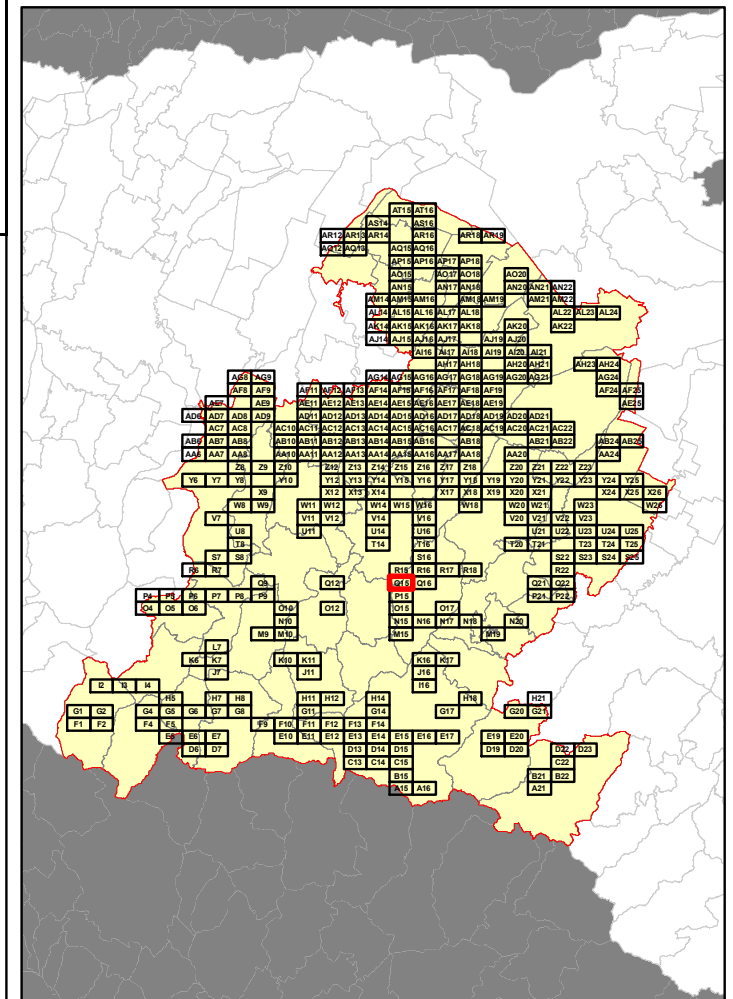 AT15 AT16
AS14 AS16
AR12 AR13 AR14 AR16 AR18 AR19
AQ12 AQ13 AQ15 AQ16
AP15 AP16 AP17 AP18
AO15 AO17 AO18 AO20
AN15 AN17 AN18 AN20 AN21 AN22
AM14 AM15 AM16 AM18 AM19 AM21 AM22
AL14 AL15 AL16 AL17 AL18 AL22 AL23 AL24
AK14 AK15 AK16 AK17 AK18 AK20 AK22
AJ14 AJ15 AJ16 AJ17 AJ19 AJ20
AI16 AI17 AI18 AI19 AI20 AI21
AH17 AH18 AH20 AH21 AH23 AH24
AG8 AG9 AG14 AG15 AG16 AG17 AG18 AG19 AG20 AG21 AG24
AF8 AF9 AF11 AF12 AF13 AF14 AF15 AF16 AF17 AF18 AF19 AF24 AF25
AE7 AE9 AE11 AE12 AE13 AE14 AE15 AE16 AE17 AE18 AE19 AE25
AD6 AD7 AD8 AD9 AD11 AD12 AD13 AD14 AD15 AD16 AD17 AD18 AD19 AD20 AD21
AC7 AC8 AC10 AC11 AC12 AC13 AC14 AC15 AC16 AC17 AC18 AC19 AC20 AC21 AC22
AB6 AB7 AB8 AB10 AB11 AB12 AB13 AB14 AB15 AB16 AB18 AB21 AB22 AB24 AB25
AA6 AA7 AA8 AA10 AA11 AA12 AA13 AA14 AA15 AA16 AA17 AA18 AA20 AA24
Z8 Z9 Z10 Z12 Z13 Z14 Z15 Z16 Z17 Z18 Z20 Z21 Z22 Z23
Y6 Y7 Y8 Y10 Y12 Y13 Y14 Y15 Y16 Y17 Y18 Y19 Y20 Y21 Y22 Y23 Y24 Y25
X9 X12 X13 X14 X17 X18 X19 X20 X21 X24 X25 X26
W8 W9 W11 W12 W14 W15 W16 W18 W20 W21 W23 W26
V7 V11 V12 V14 V16 V20 V21 V22 V23
U8 U11 U14 U16 U21 U22 U23 U24 U25
T8 T14 T16 T20 T21 T23 T24 T25
S7 S8 S16 S22 S23 S24 S25
R6 R7 R15 R16 R17 R18 R22
Q9 Q12 Q15 Q16 Q21 Q22
P4 P5 P6 P7 P8 P9 P15 P21 P22
O4 O5 O6 O10 O12 O15 O17
N10 N15 N16 N17 N18 N20
M9 M10 M15 M19
L7
K6 K7 K10 K11 K16 K17
J7 J11 J16
I2 I3 I4 I16
H5 H7 H8 H11 H12 H14 H18 H21
G1 G2 G4 G5 G6 G7 G8 G11 G17 G20 G21
F1 F2 F4 F5 F9 F10 F11 F12 F13 F14
E5 E6 E7 E10 E11 E12 E13 E14 E15 E16 E17 E19 E20
D6 D7 D13 D14 D15 D19 D20 D22 D23
C13 C14 C15 C22
B15 B21 B22
A15 A16 A21